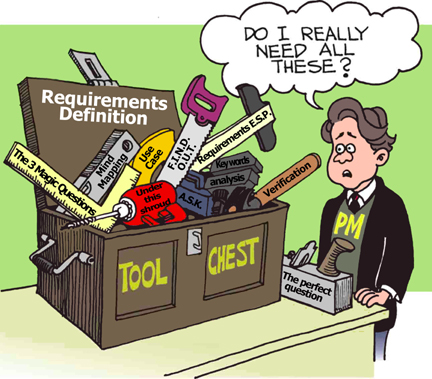 DO I REALLY
NEED ALL
THESE?
Requirements
Definition
The 3 Magic Questions
Mind
Mapping
Use
Case
F.I.N.D.
O.U.T.
Requirements E.S.P.
Under
this
shroud
A.S.K.
Keywords
analysis
Verification
TOOL
CHEST
PM
The perfect
question